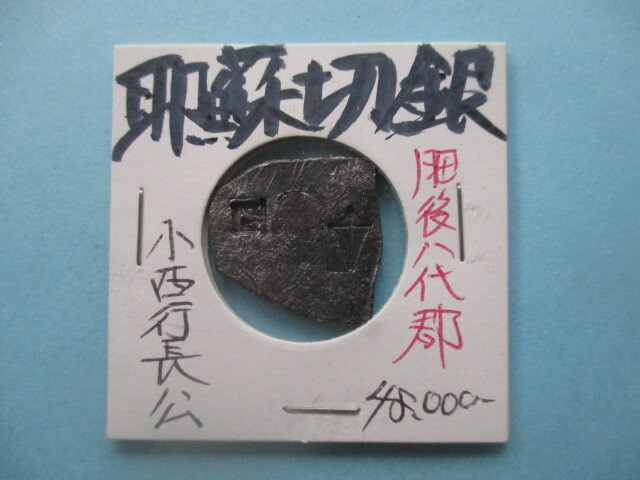 耶蘇切銀
肥後八代郡
小西行長公
48.000-